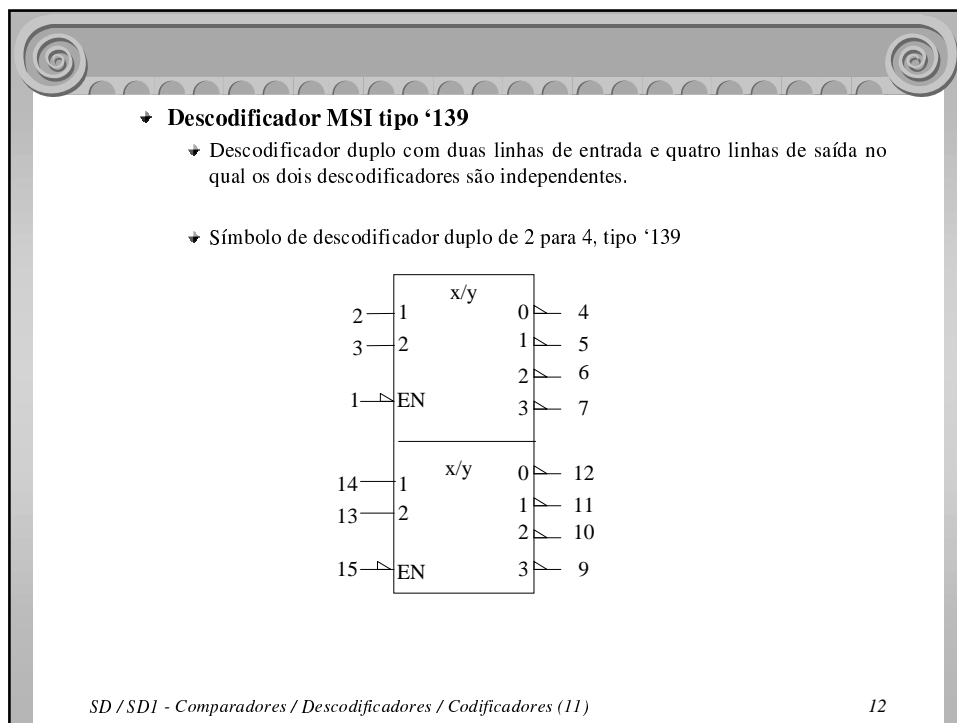 Descodificador MSI tipo ‘139
Descodificador duplo com duas linhas de entrada e quatro linhas de saída no
qual os dois descodificadores são independentes.
Símbolo de descodificador duplo de 2 para 4, tipo ‘139
x/y
2 1 0 4
3 2 1 5
2 6
1 EN 3 7
x/y
14 1 0 12
13 2 1 11
2 10
15 EN 3 9
SD / SD1 - Comparadores / Descodificadores / Codificadores (11) 12